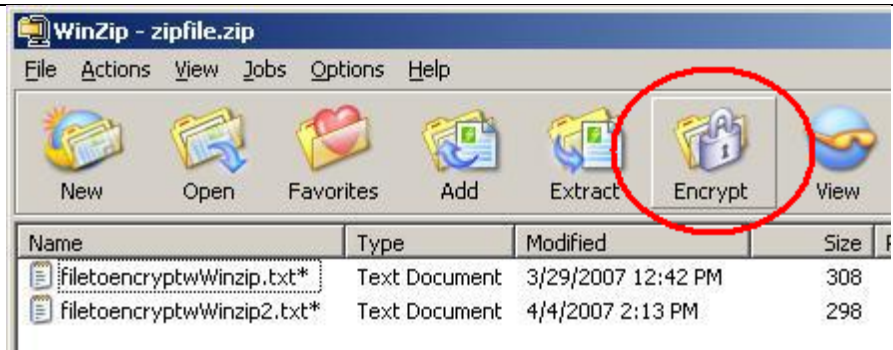 WinZip - zipfile.zip
File Actions View Jobs Options Help
New Open Favorites Add Extract Encrypt View
Name Type Modified Size
filetoencryptwWinzip.txt* Text Document 3/29/2007 12:42 PM 308
filetoencryptwWinzip2.txt* Text Document 4/4/2007 2:13 PM 298